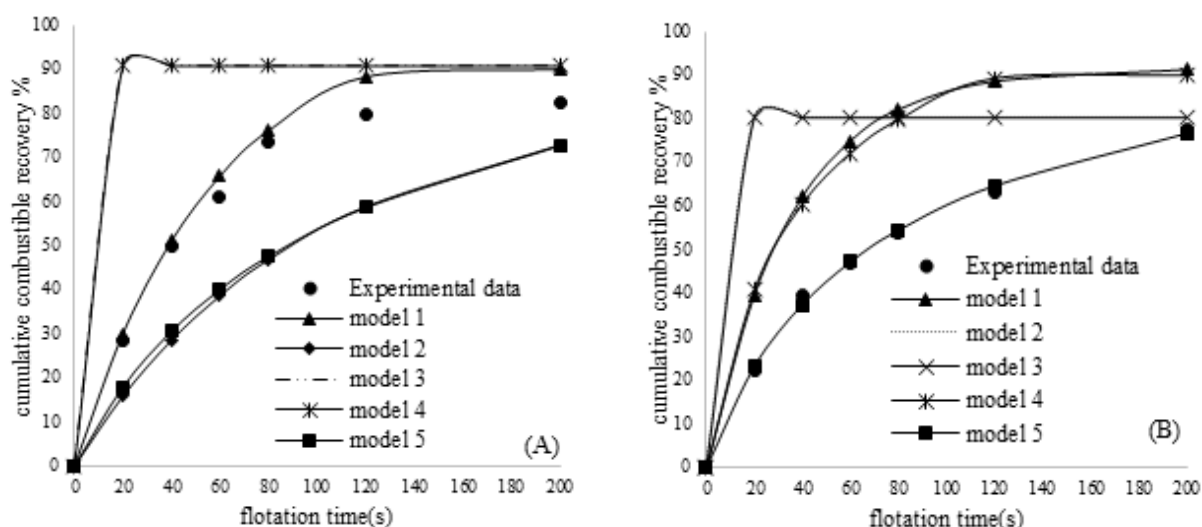 cumulative combustible recovery %
100
90
80
70
60
50
40
30
20
10
0
0 20 40 60 80 100 120 140 160 180 200
flotation time(s)
Experimental data
model 1
model 2
model 3
model 4
model 5
(A)
cumulative combustible recovery %
100
90
80
70
60
50
40
30
20
10
0
0 20 40 60 80 100 120 140 160 180 200
flotation time(s)
Experimental data
model 1
model 2
model 3
model 4
model 5
(B)